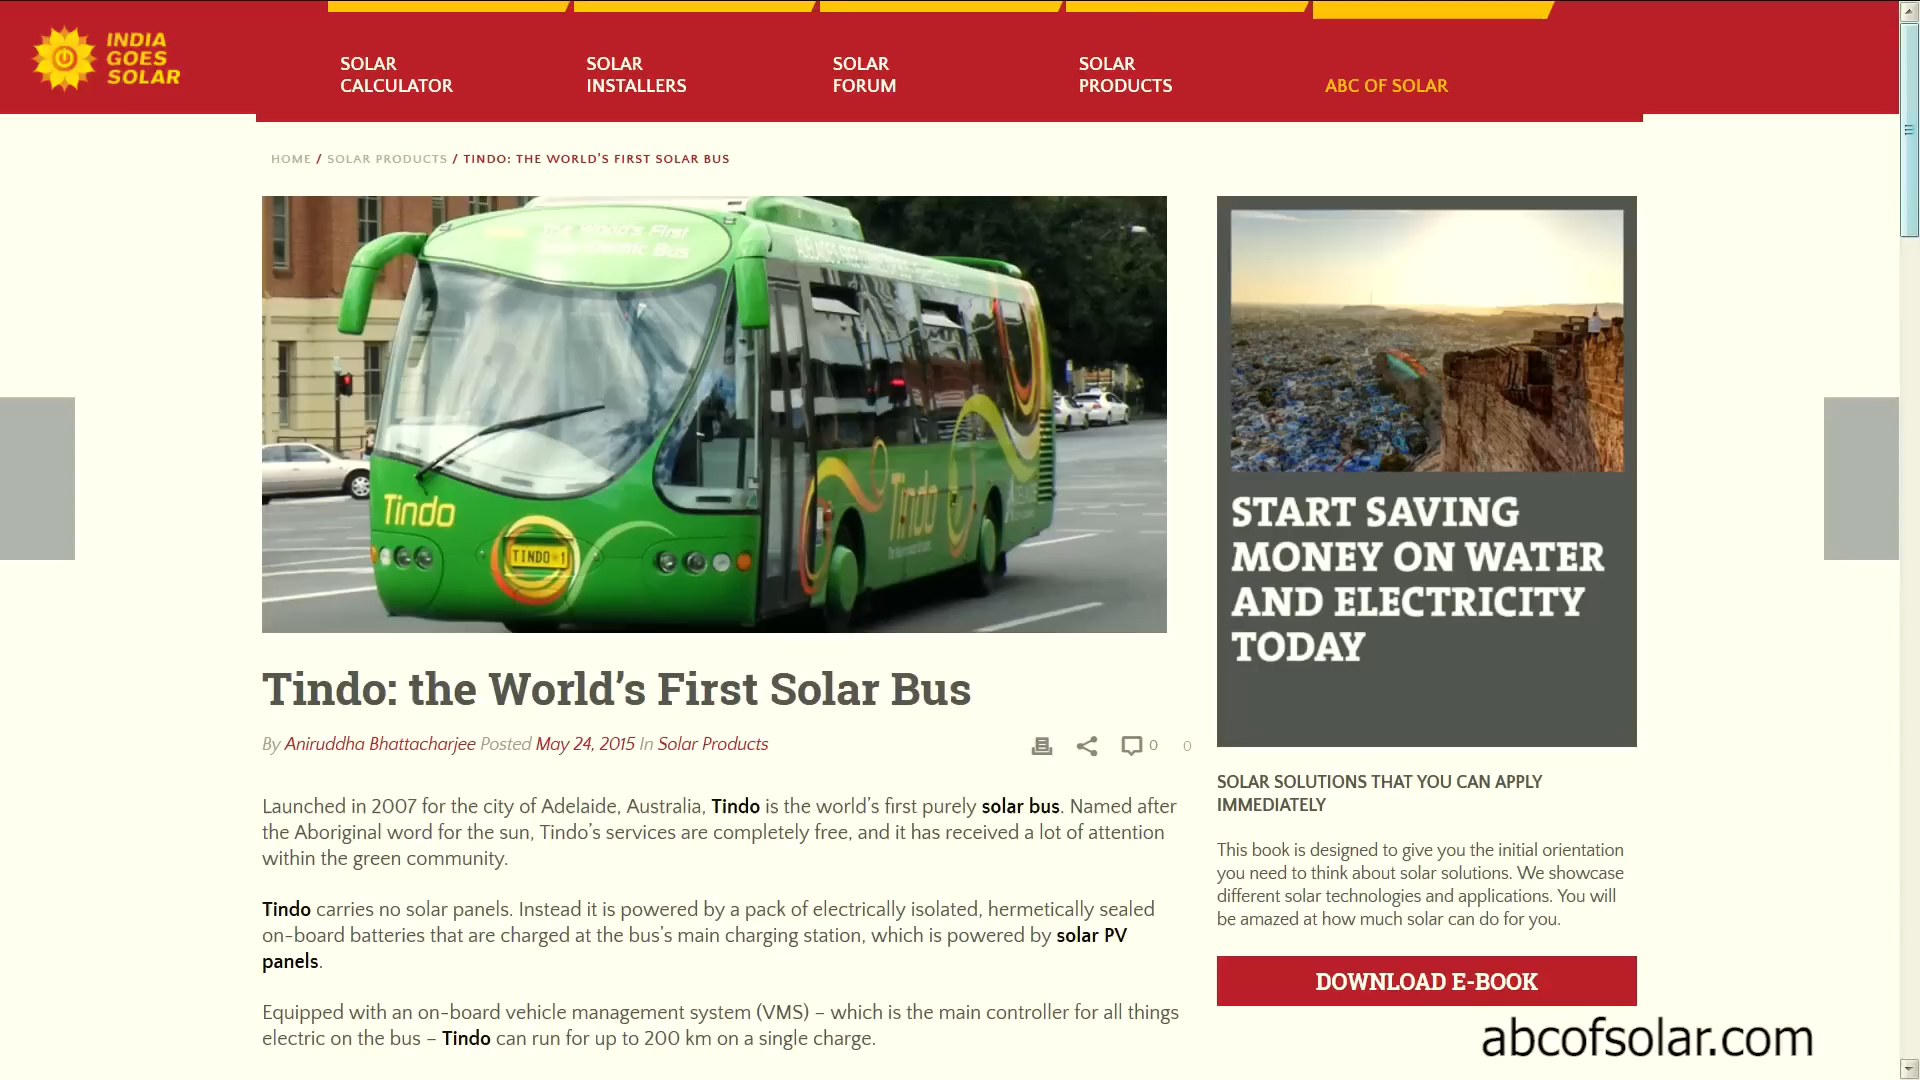 INDIA
GOES
SOLAR
SOLAR
CALCULATOR
SOLAR
INSTALLERS
SOLAR
FORUM
SOLAR
PRODUCTS
ABC OF SOLAR
HOME / SOLAR PRODUCTS / TINDO: THE WORLD'S FIRST SOLAR BUS
The World's First
Bus
Tindo
TINDO 1
Tindo
START SAVING
MONEY ON WATER
AND ELECTRICITY
TODAY
Tindo: the World's First Solar Bus
By Aniruddha Bhattacharjee Posted May 24, 2015 In Solar Products
0
0
Launched in 2007 for the city of Adelaide, Australia, Tindo is the world's first purely solar bus. Named after
the Aboriginal word for the sun, Tindo's services are completely free, and it has received a lot of attention
within the green community.
Tindo carries no solar panels. Instead it is powered by a pack of electrically isolated, hermetically sealed
on-board batteries that are charged at the bus's main charging station, which is powered by solar PV
panels.
Equipped with an on-board vehicle management system (VMS) – which is the main controller for all things
electric on the bus – Tindo can run for up to 200 km on a single charge.
SOLAR SOLUTIONS THAT YOU CAN APPLY
IMMEDIATELY
This book is designed to give you the initial orientation
you need to think about solar solutions. We showcase
different solar technologies and applications. You will
be amazed at how much solar can do for you.
DOWNLOAD E-BOOK
abcofsolar.com